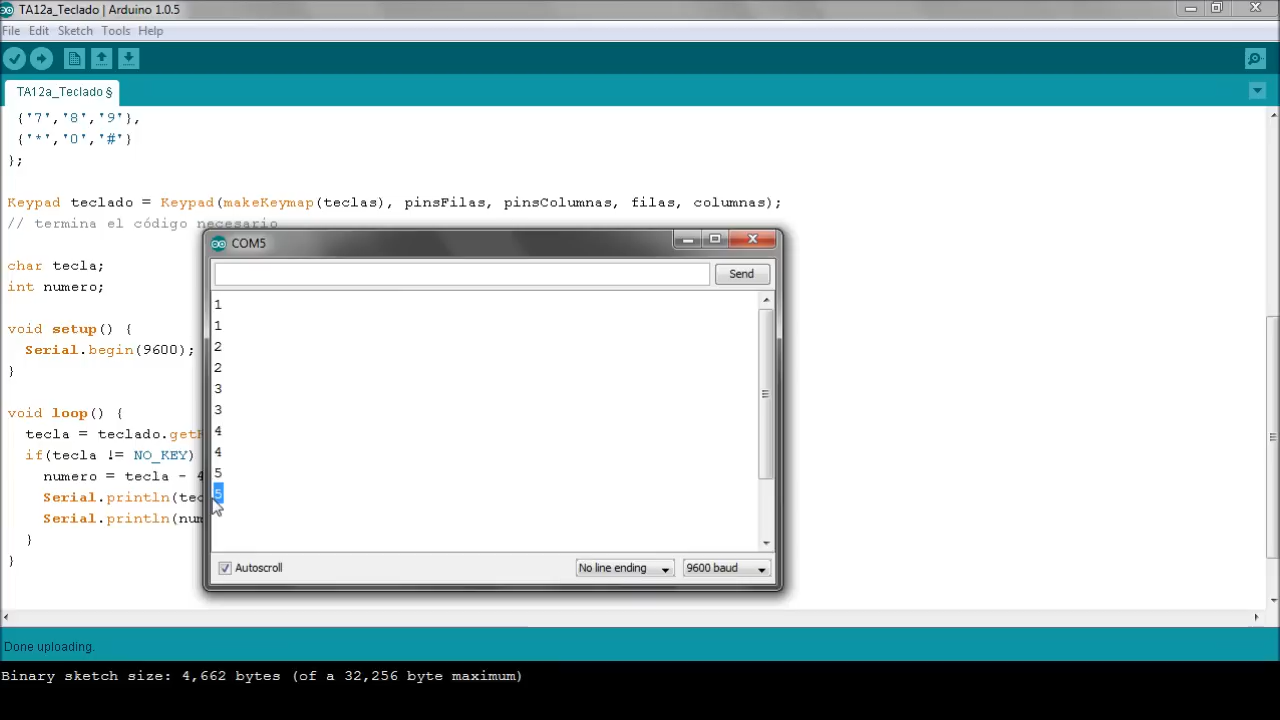 TA12a_Teclado | Arduino 1.0.5
File Edit Sketch Tools Help
TA12a_Teclado §
{'7','8','9'},
{'*','0','#'}
};
Keypad teclado = Keypad(makeKeymap(teclas), pinsFilas, pinsColumnas, filas, columnas);
// termina el código necesario
char tecla;
int numero;
void setup() {
Serial.begin(9600);
}
void loop() {
tecla = teclado.getK
if(tecla != NO_KEY)
numero = tecla - 4
Serial.println(tec
Serial.println(num
}
}
COM5
Send
1
1
2
2
3
3
4
4
5
5
Autoscroll
No line ending
9600 baud
Done uploading.
Binary sketch size: 4,662 bytes (of a 32,256 byte maximum)